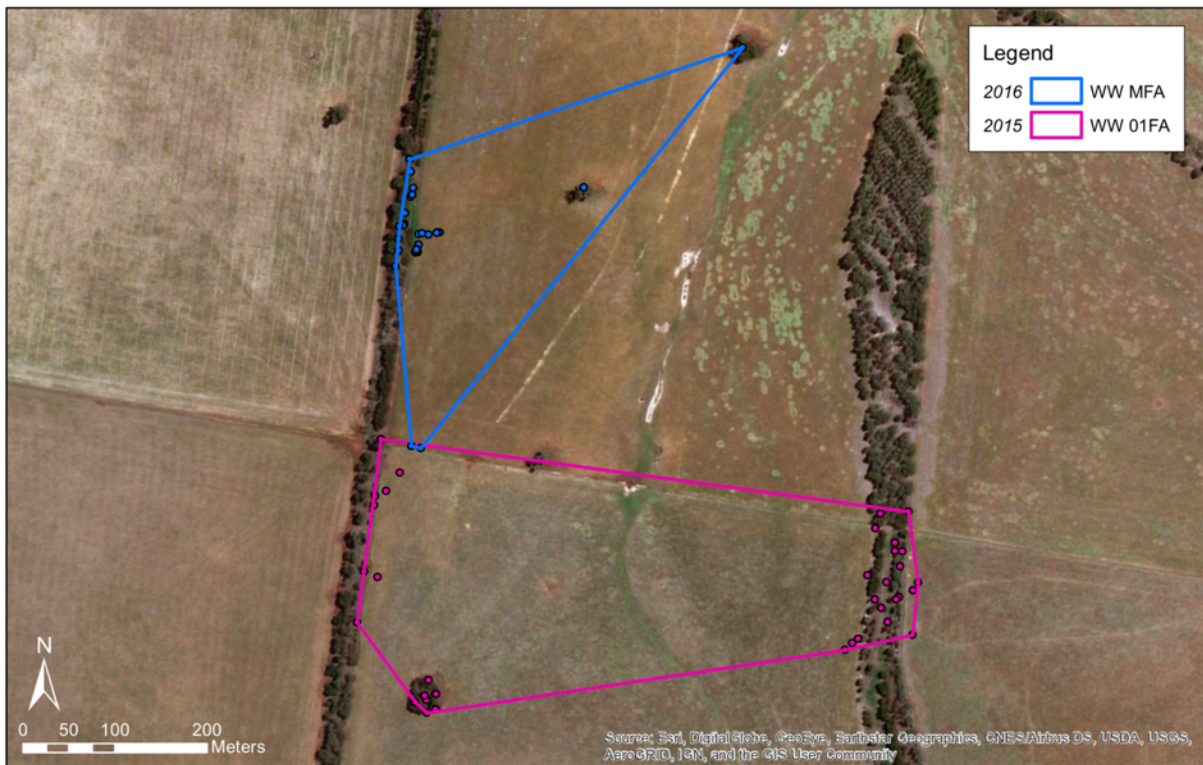 Legend
2016 WW MFA
2015 WW 01FA
N
0 50 100 200
Meters
Source: Esri, DigitalGlobe, GeoEye, Earthstar Geographics, CNES/Airbus DS, USDA, USGS,
AeroGRID, IGN, and the GIS User Community